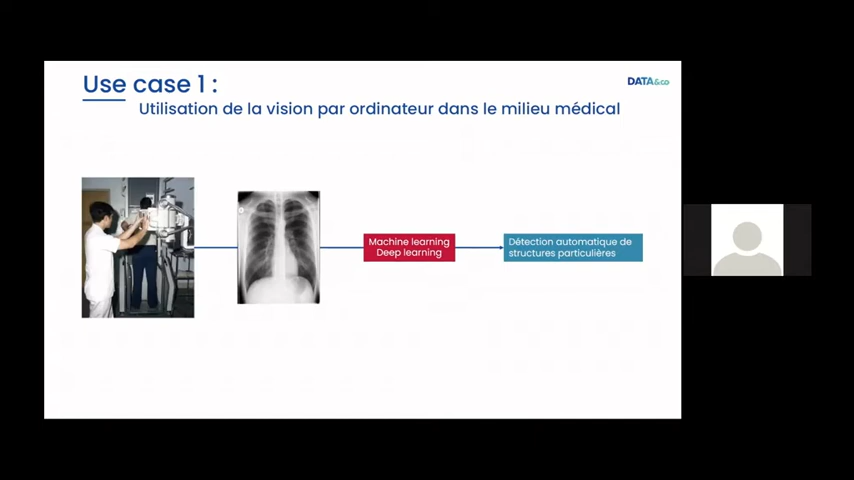 Use case 1 :
DATA&co
Utilisation de la vision par ordinateur dans le milieu médical
Machine learning
Deep learning
Détection automatique de
structures particulières